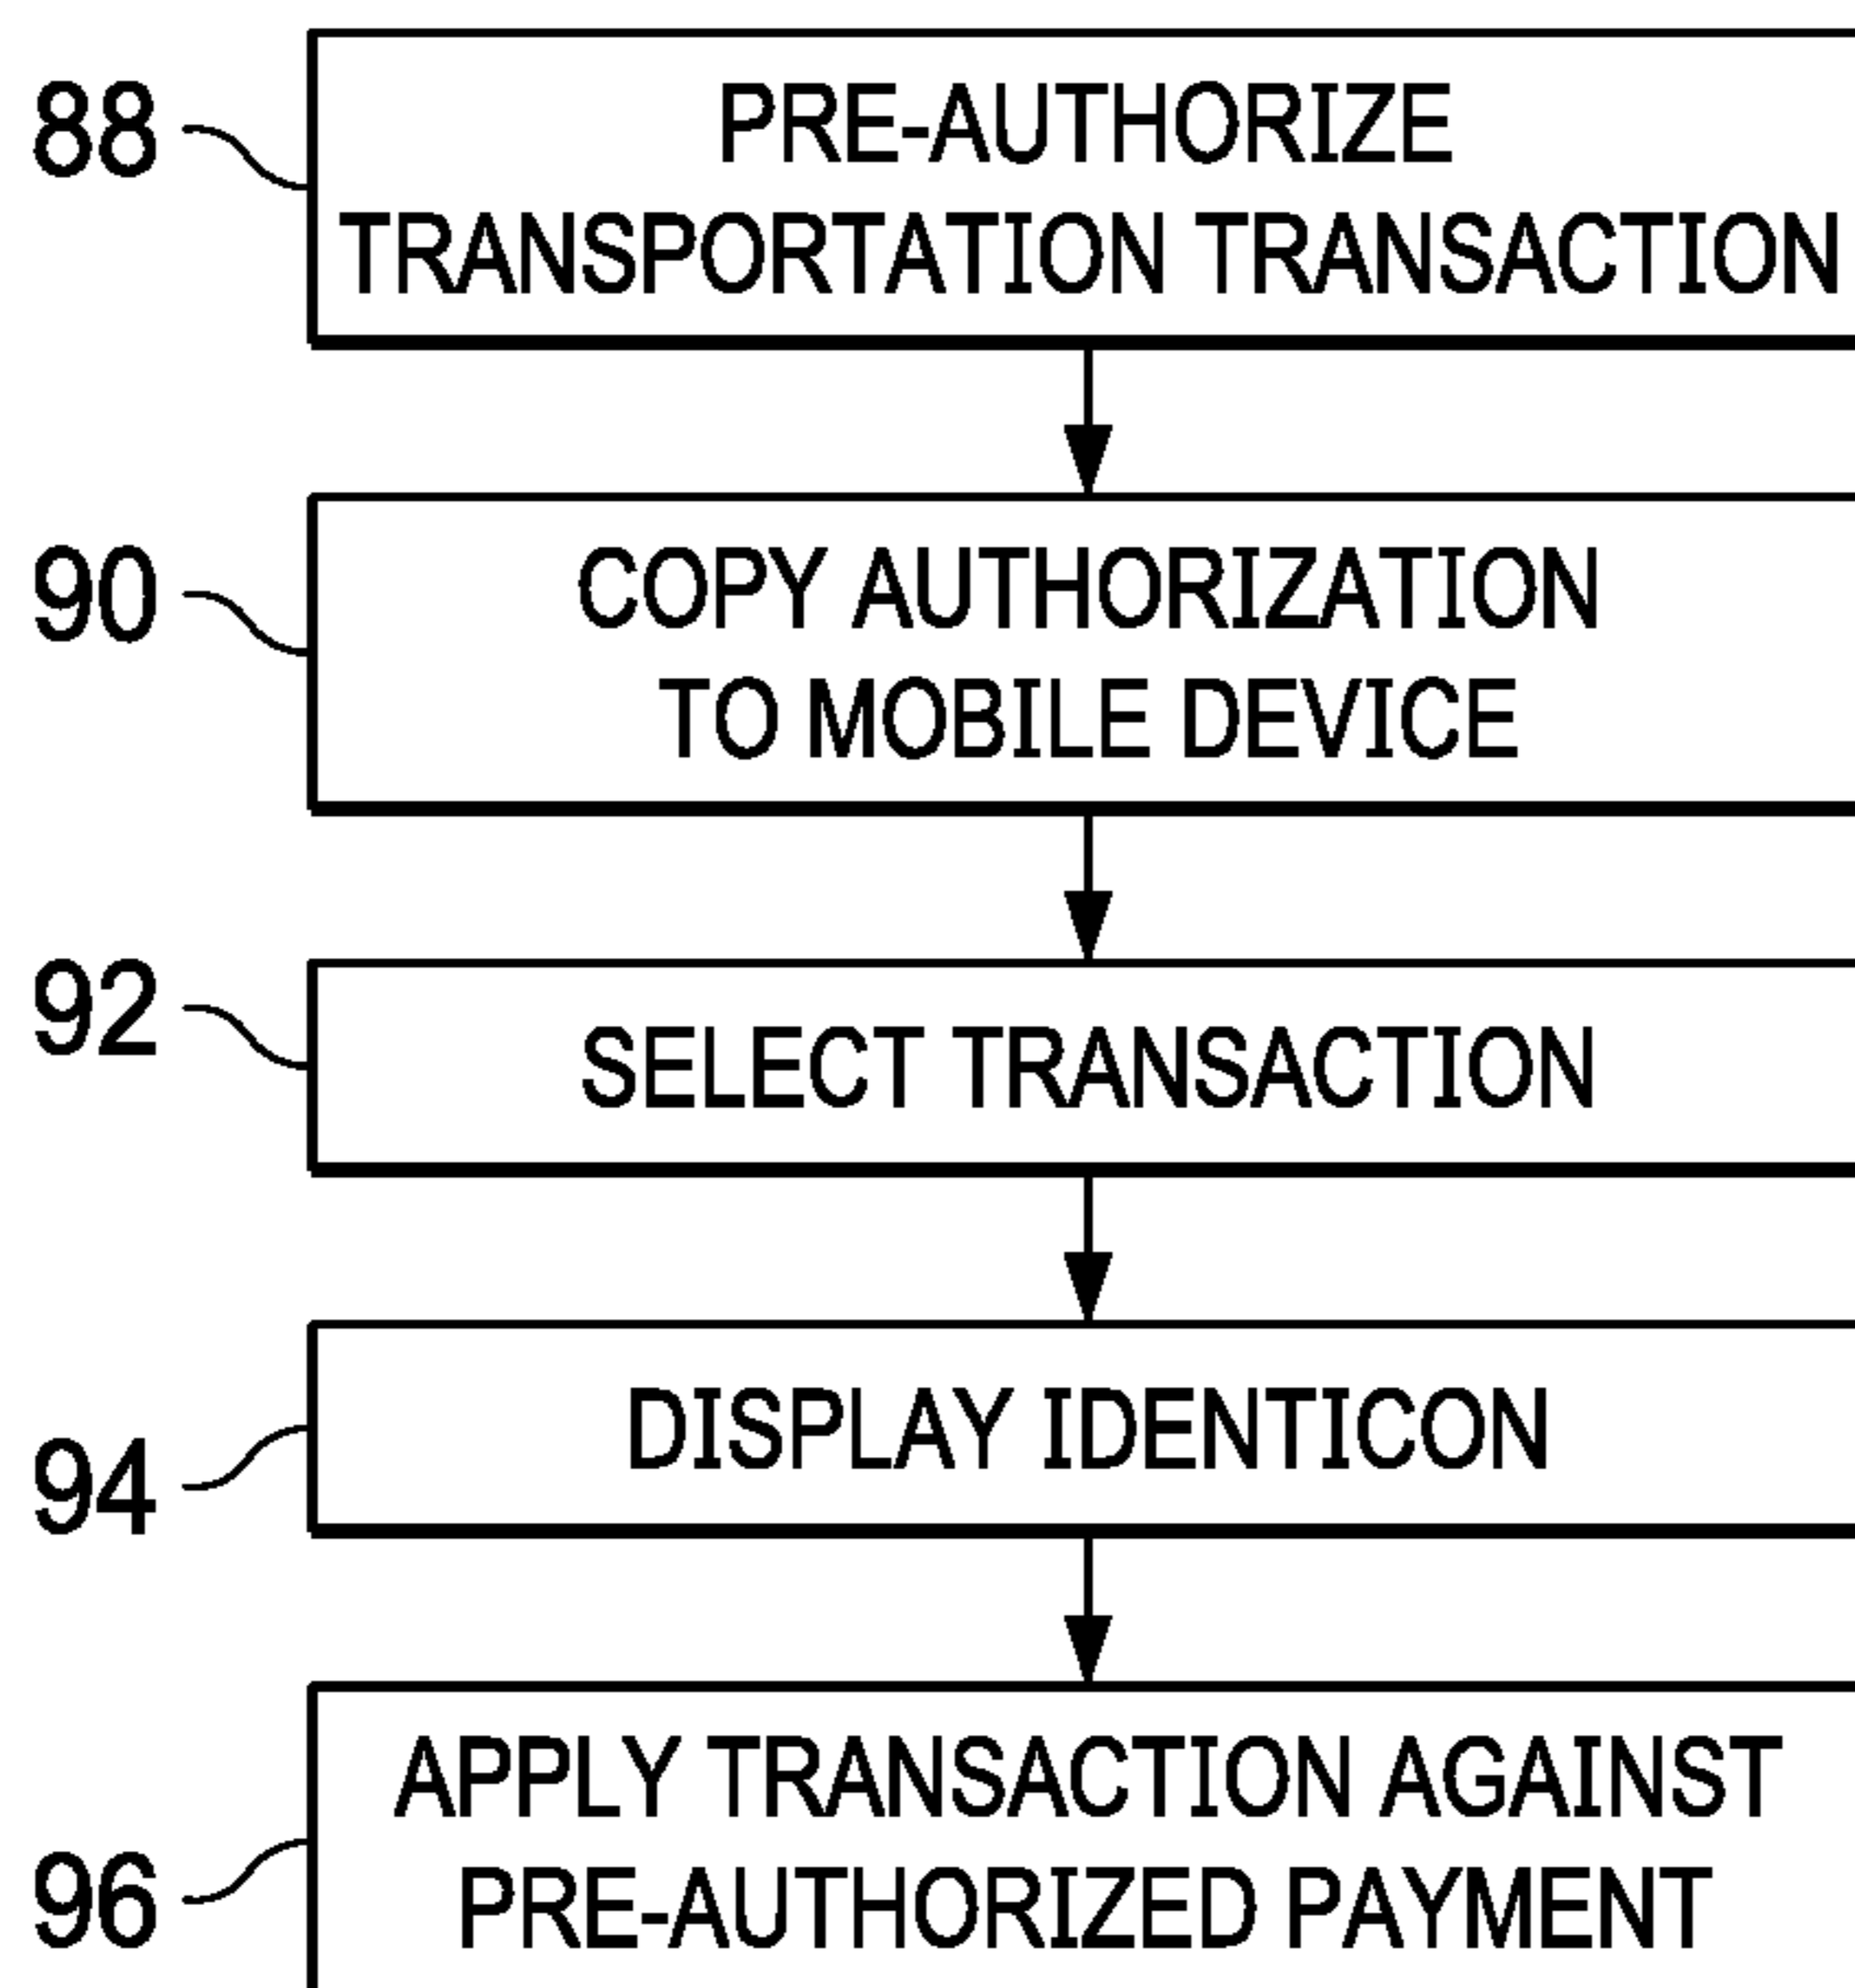 88
PRE-AUTHORIZE
TRANSPORTATION TRANSACTION
90
COPY AUTHORIZATION
TO MOBILE DEVICE
92
SELECT TRANSACTION
94
DISPLAY IDENTICON
96
APPLY TRANSACTION AGAINST
PRE-AUTHORIZED PAYMENT